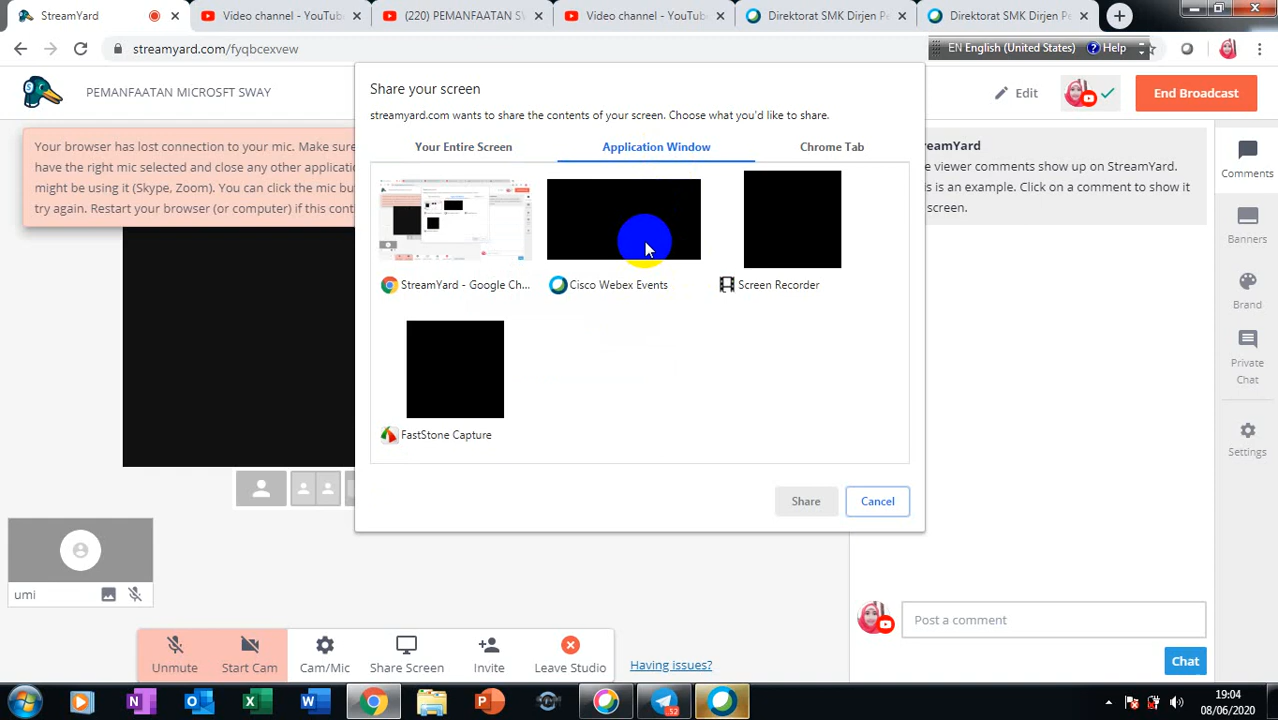 StreamYard
Video channel - YouTube
(220) PEMANFAATAN SW
Video channel - YouTube
Direktorat SMK Dirjen Pe
Direktorat SMK Dirjen Pe
streamyard.com/fyqbcexvew
EN English (United States)
Help
PEMANFAATAN MICROSFT SWAY
Edit
End Broadcast
Your browser has lost connection to your mic. Make sure
have the right mic selected and close any other applicatio
might be using it (Skype, Zoom). You can click the mic bu
try again. Restart your browser (or computer) if this cont
Share your screen
streamyard.com wants to share the contents of your screen. Choose what you'd like to share.
Your Entire Screen
Application Window
Chrome Tab
StreamYard - Google Ch...
Cisco Webex Events
Screen Recorder
FastStone Capture
Share
Cancel
reamYard
e viewer comments show up on StreamYard.
s is an example. Click on a comment to show it
screen.
Comments
Banners
Brand
Private
Chat
Settings
umi
Unmute
Start Cam
Cam/Mic
Share Screen
Invite
Leave Studio
Having issues?
Post a comment
Chat
52
19:04
08/06/2020